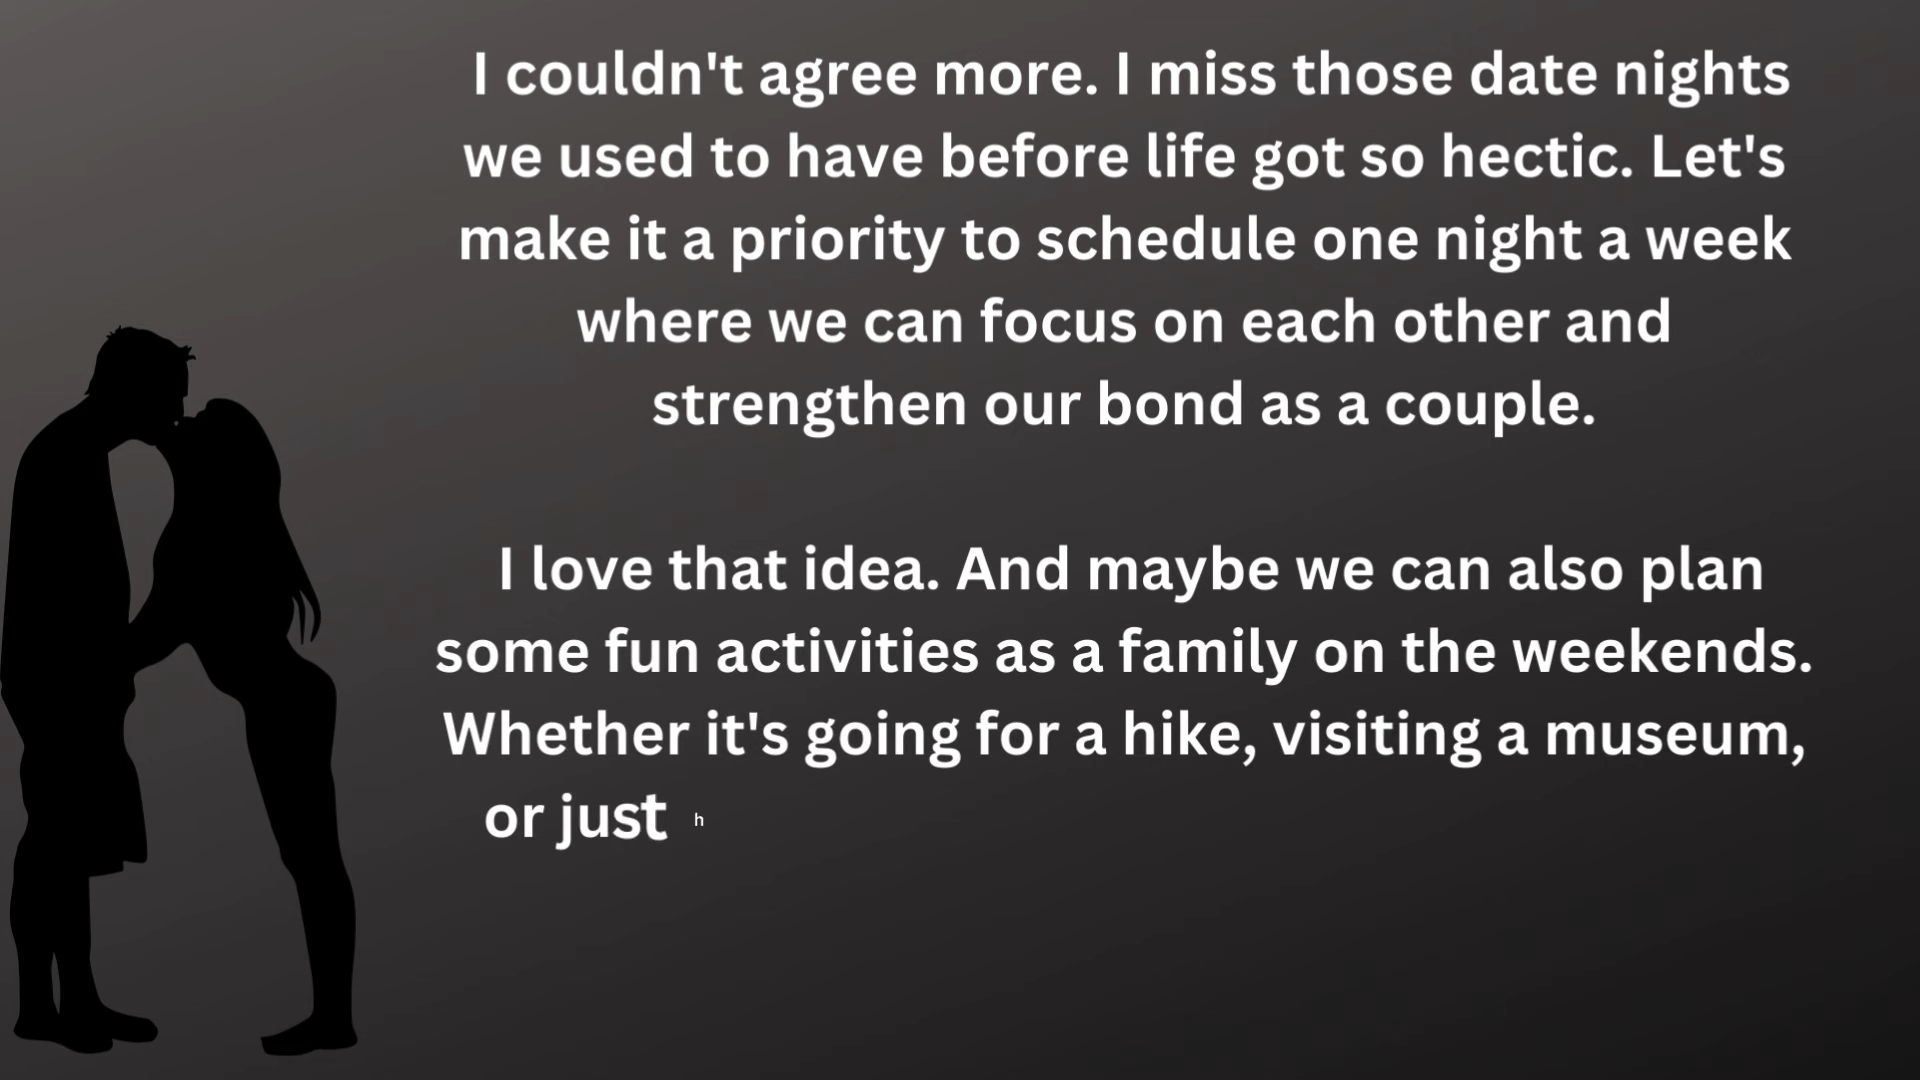 I couldn't agree more. I miss those date nights
we used to have before life got so hectic. Let's
make it a priority to schedule one night a week
where we can focus on each other and
strengthen our bond as a couple.
I love that idea. And maybe we can also plan
some fun activities as a family on the weekends.
Whether it's going for a hike, visiting a museum,
or just h